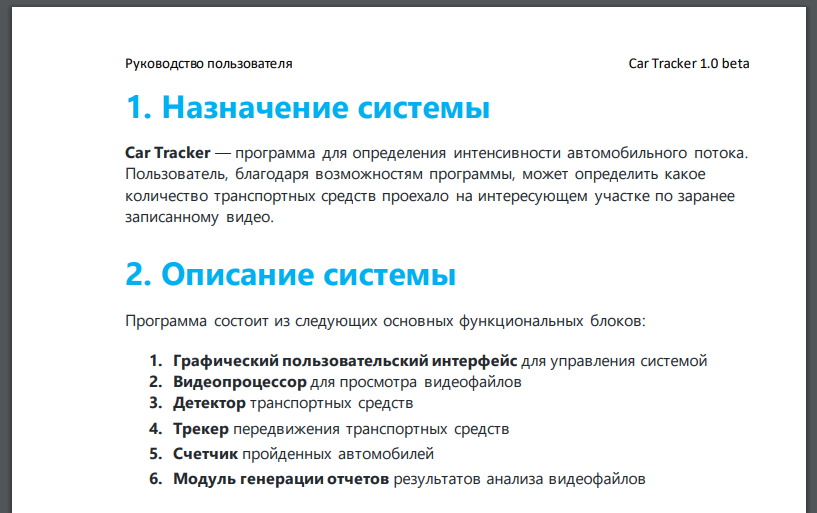 Руководство пользователя Car Tracker 1.0 beta
1. Назначение системы
Car Tracker — программа для определения интенсивности автомобильного потока.
Пользователь, благодаря возможностям программы, может определить какое
количество транспортных средств проехало на интересующем участке по заранее
записанному видео.
2. Описание системы
Программа состоит из следующих основных функциональных блоков:
1. Графический пользовательский интерфейс для управления системой
2. Видеопроцессор для просмотра видеофайлов
3. Детектор транспортных средств
4. Трекер передвижения транспортных средств
5. Счетчик пройденных автомобилей
6. Модуль генерации отчетов результатов анализа видеофайлов